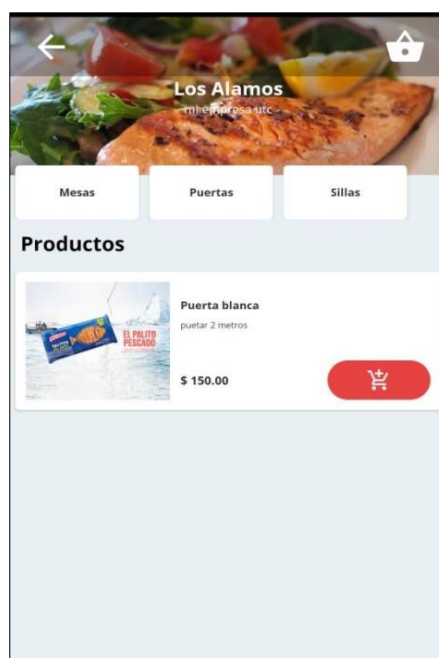 Los Alamos
mi empresa utc
Mesas
Puertas
Sillas
Productos
Puerta blanca
puetar 2 metros
EL PALITO
PESCADO
$ 150.00